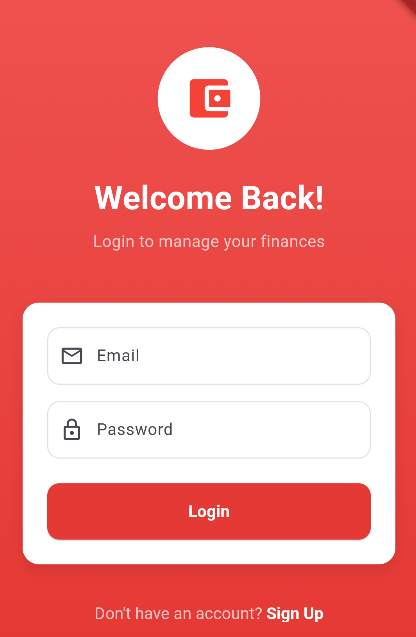 Welcome Back!
Login to manage your finances
Email
Password
Login
Don't have an account? Sign Up